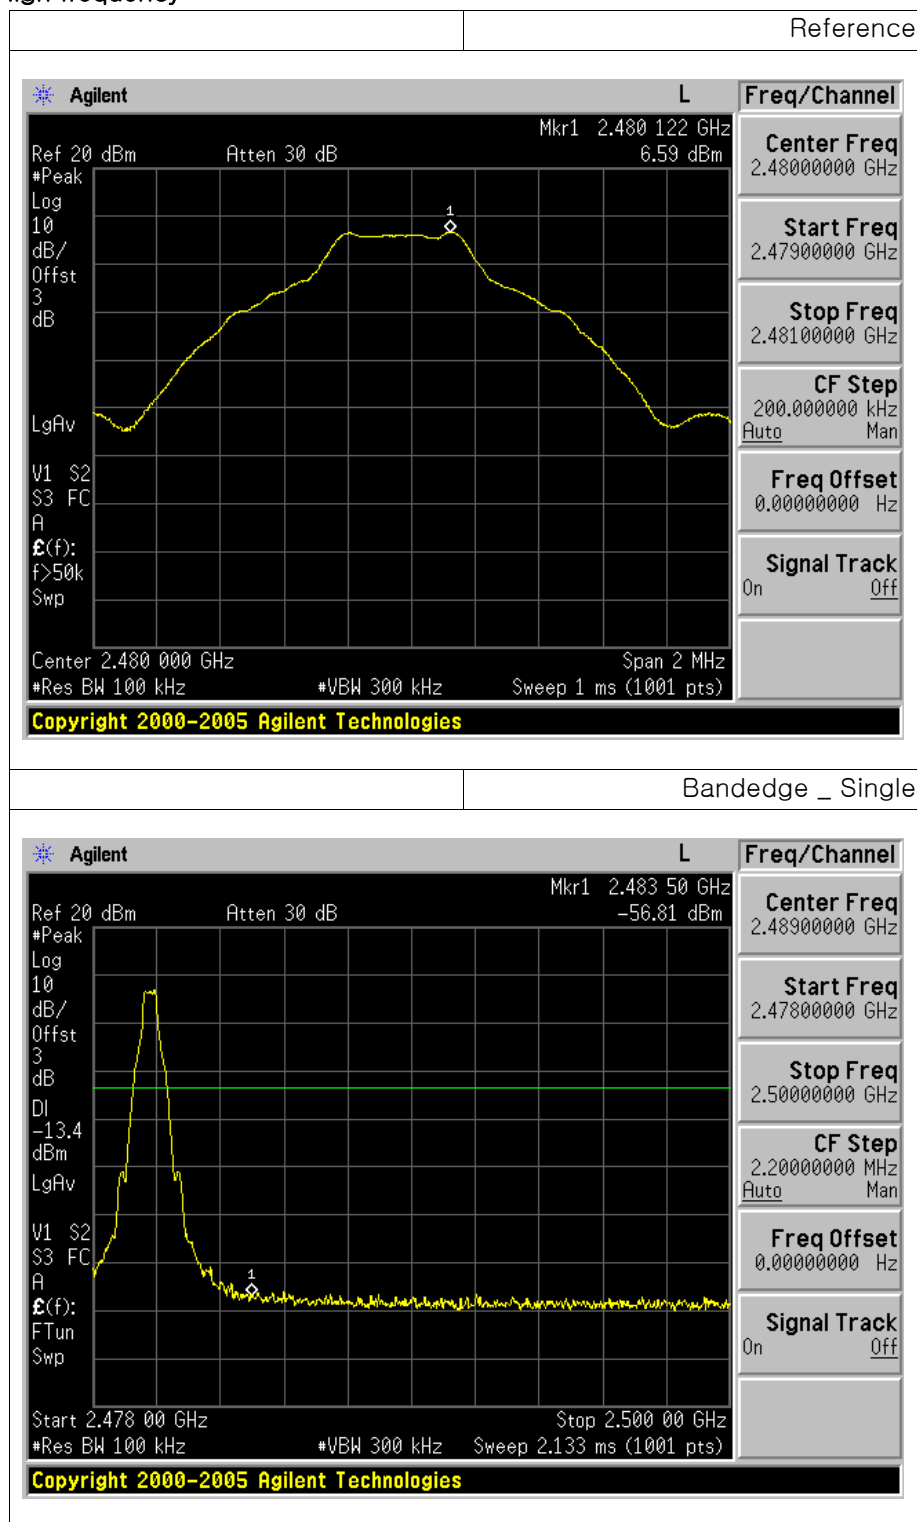 frequency
Reference
Agilent L Freq/Channel
Mkr1 2.480 122 GHz
Ref 20 dBm Atten 30 dB 6.59 dBm
#Peak
Log
10
dB/
Offst
3
dB
LgAv
V1 S2
S3 FC
A
£(f):
f>50k
Swp
1
Center 2.480 000 GHz Span 2 MHz
#Res BW 100 kHz #VBW 300 kHz Sweep 1 ms (1001 pts)
Copyright 2000-2005 Agilent Technologies
Center Freq
2.48000000 GHz
Start Freq
2.47900000 GHz
Stop Freq
2.48100000 GHz
CF Step
200.000000 kHz
Auto Man
Freq Offset
0.00000000 Hz
Signal Track
On Off
Bandedge _ Single
Agilent L Freq/Channel
Mkr1 2.483 50 GHz
Ref 20 dBm Atten 30 dB -56.81 dBm
#Peak
Log
10
dB/
Offst
3
dB
DI
-13.4
dBm
LgAv
V1 S2
S3 FC
A
£(f):
FTun
Swp
1
Start 2.478 00 GHz Stop 2.500 00 GHz
#Res BW 100 kHz #VBW 300 kHz Sweep 2.133 ms (1001 pts)
Copyright 2000-2005 Agilent Technologies
Center Freq
2.48900000 GHz
Start Freq
2.47800000 GHz
Stop Freq
2.50000000 GHz
CF Step
2.20000000 MHz
Auto Man
Freq Offset
0.00000000 Hz
Signal Track
On Off